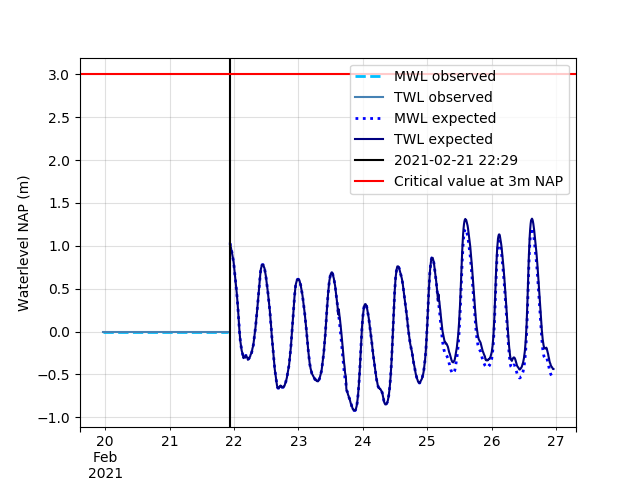 3.0
2.5
2.0
1.5
1.0
0.5
0.0
−0.5
−1.0
Waterlevel NAP (m)
MWL observed
TWL observed
MWL expected
TWL expected
2021-02-21 22:29
Critical value at 3m NAP
20 21 22 23 24 25 26 27
Feb
2021